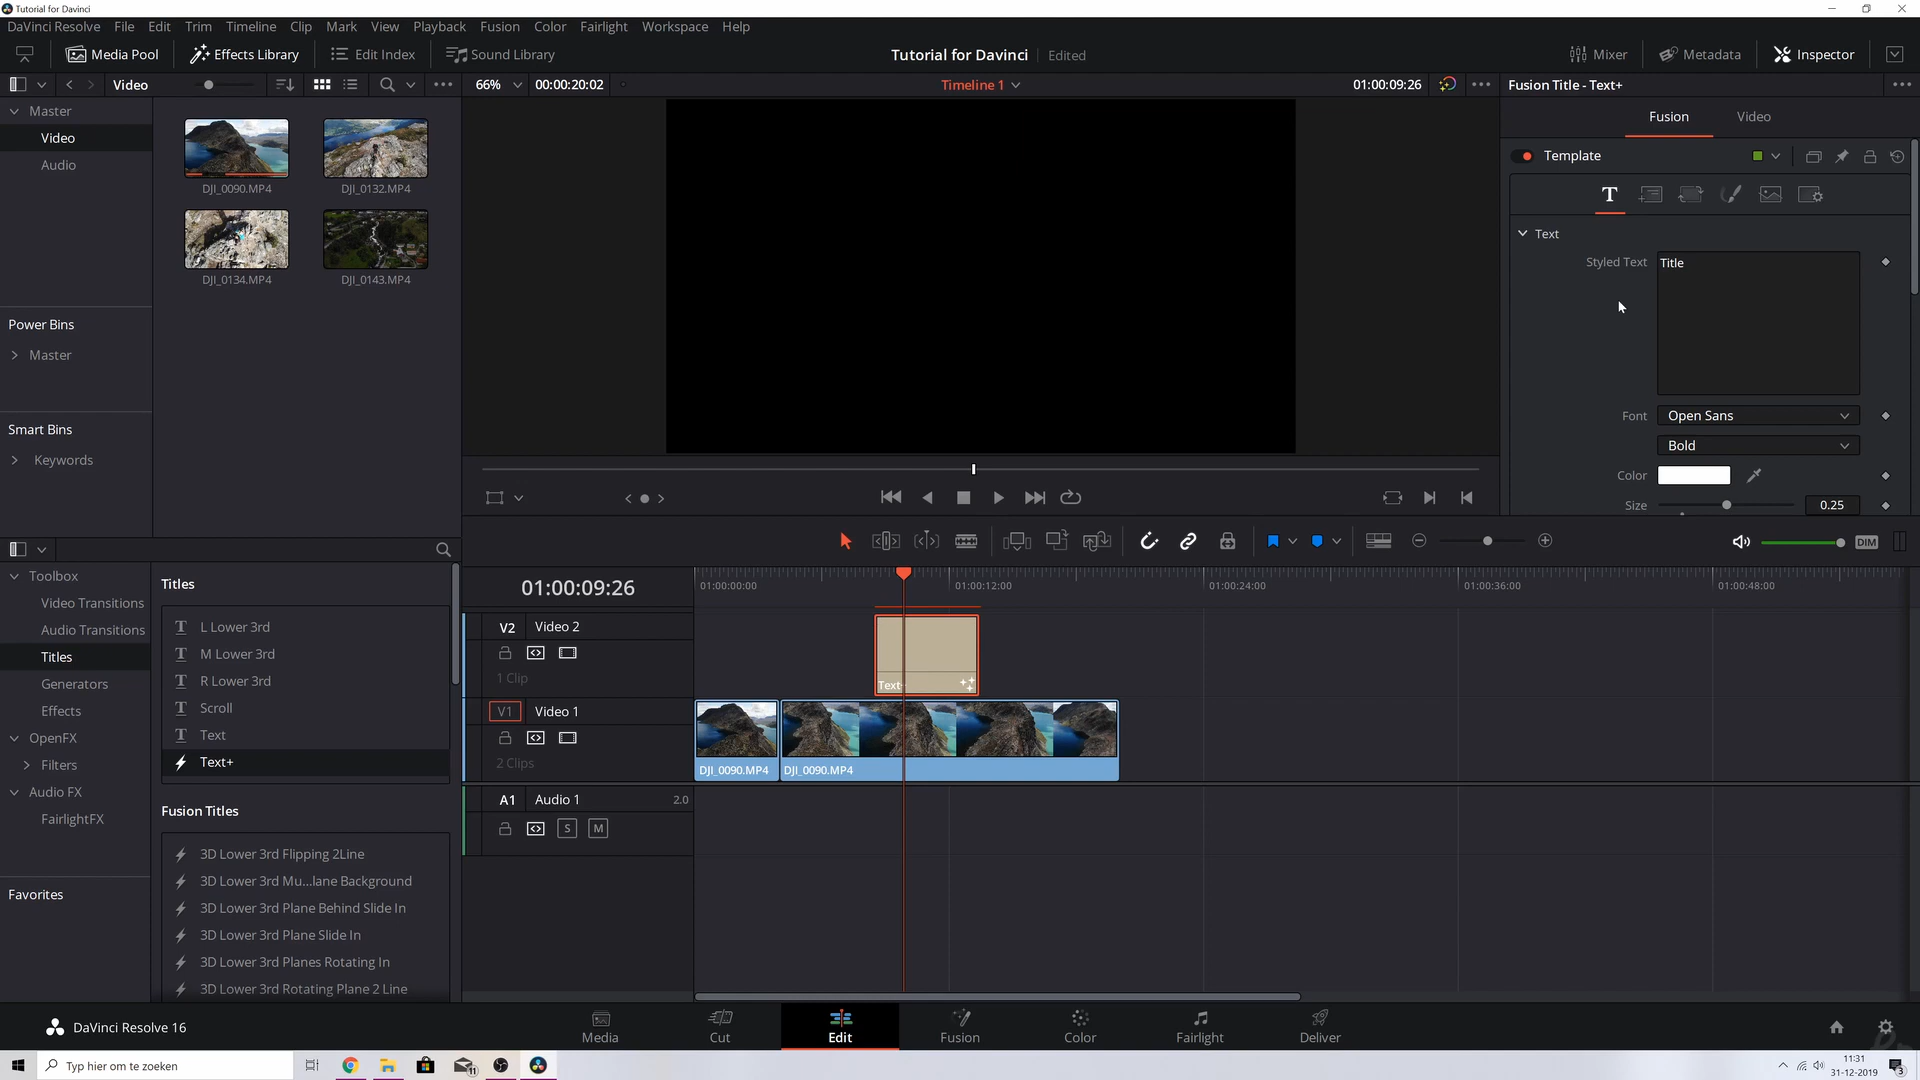 Tutorial for Davinci
DaVinci Resolve File Edit Trim Timeline Clip Mark View Playback Fusion Color Fairlight Workspace Help
Media Pool Effects Library Edit Index Sound Library Tutorial for Davinci Edited Mixer Metadata Inspector
Video 66% 00:00:20:02 Timeline 1 01:00:09:26 Fusion Title - Text+
Master
Video
Audio
DJI_0090.MP4 DJI_0132.MP4
DJI_0134.MP4 DJI_0143.MP4
Power Bins
Master
Smart Bins
Keywords
Fusion Video
Template
T
Text
Styled Text Title
Font Open Sans
Bold
Color
Size 0.25
DIM
Toolbox
Video Transitions
Audio Transitions
Titles
Generators
Effects
OpenFX
Filters
Audio FX
FairlightFX
Favorites
Titles
T L Lower 3rd
T M Lower 3rd
T R Lower 3rd
T Scroll
T Text
Text+
Fusion Titles
3D Lower 3rd Flipping 2Line
3D Lower 3rd Mu...lane Background
3D Lower 3rd Plane Behind Slide In
3D Lower 3rd Plane Slide In
3D Lower 3rd Planes Rotating In
3D Lower 3rd Rotating Plane 2 Line
01:00:09:26
01:00:00:00 01:00:12:00 01:00:24:00 01:00:36:00 01:00:48:00
V2 Video 2
1 Clip
Text
V1 Video 1
2 Clips
DJI_0090.MP4 DJI_0090.MP4
A1 Audio 1 2.0
S M
DaVinci Resolve 16
Media Cut Edit Fusion Color Fairlight Deliver
Typ hier om te zoeken
11
11:31
31-12-2019
3